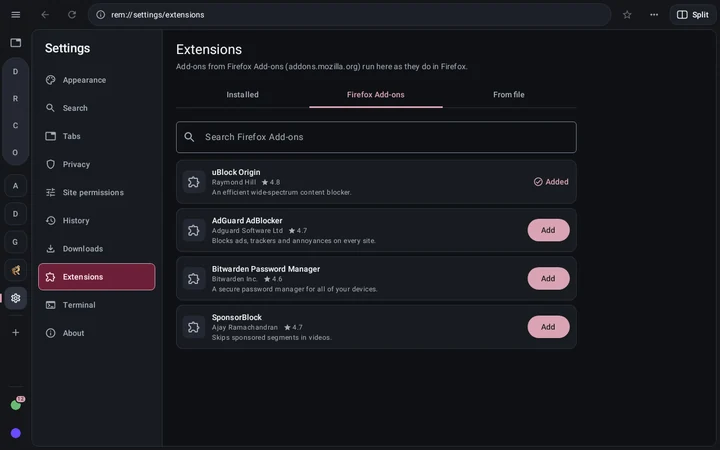 rem://settings/extensions
Split
D
R
C
O
A
D
G
12
Settings
Appearance
Search
Tabs
Privacy
Site permissions
History
Downloads
Extensions
Terminal
About
Extensions
Add-ons from Firefox Add-ons (addons.mozilla.org) run here as they do in Firefox.
Installed
Firefox Add-ons
From file
Search Firefox Add-ons
uBlock Origin
Raymond Hill ★ 4.8
An efficient wide-spectrum content blocker.
Added
AdGuard AdBlocker
Adguard Software Ltd ★ 4.7
Blocks ads, trackers and annoyances on every site.
Add
Bitwarden Password Manager
Bitwarden Inc. ★ 4.6
A secure password manager for all of your devices.
Add
SponsorBlock
Ajay Ramachandran ★ 4.7
Skips sponsored segments in videos.
Add